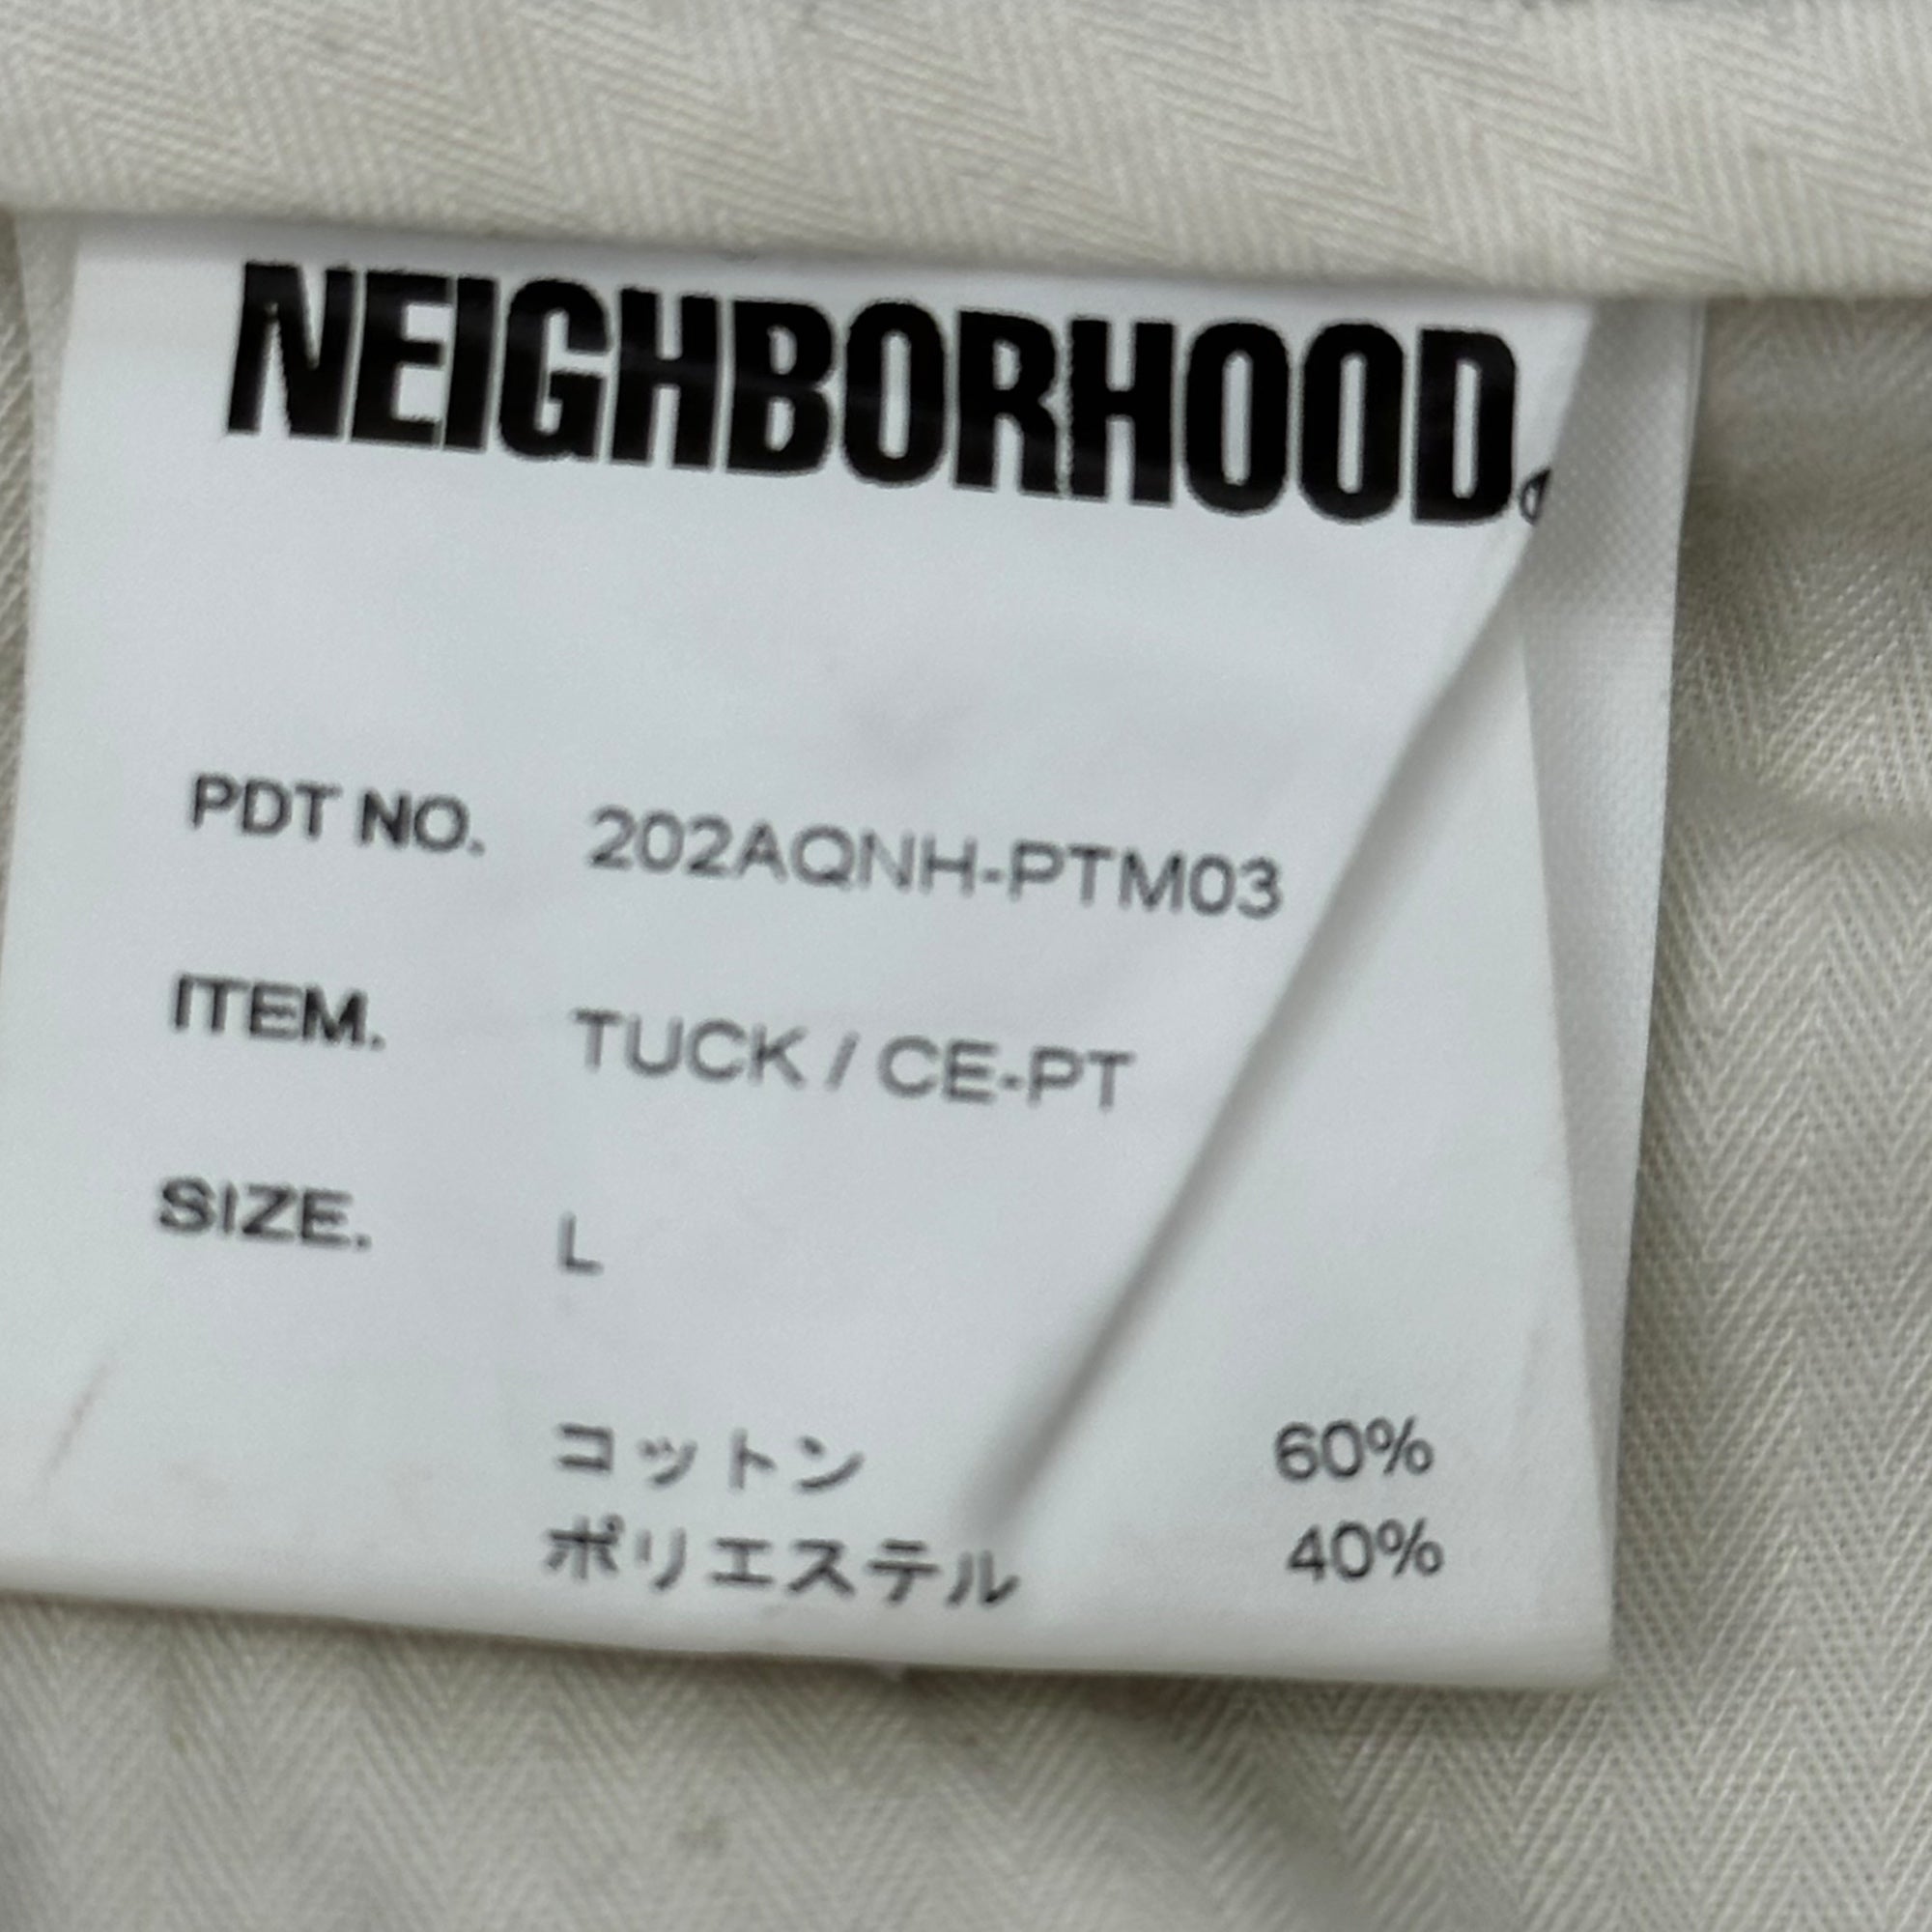 NEIGHBORHOOD®
PDT NO. 202AQNH-PTM03
ITEM. TUCK / CE-PT
SIZE. L
コットン 60%
ポリエステル 40%